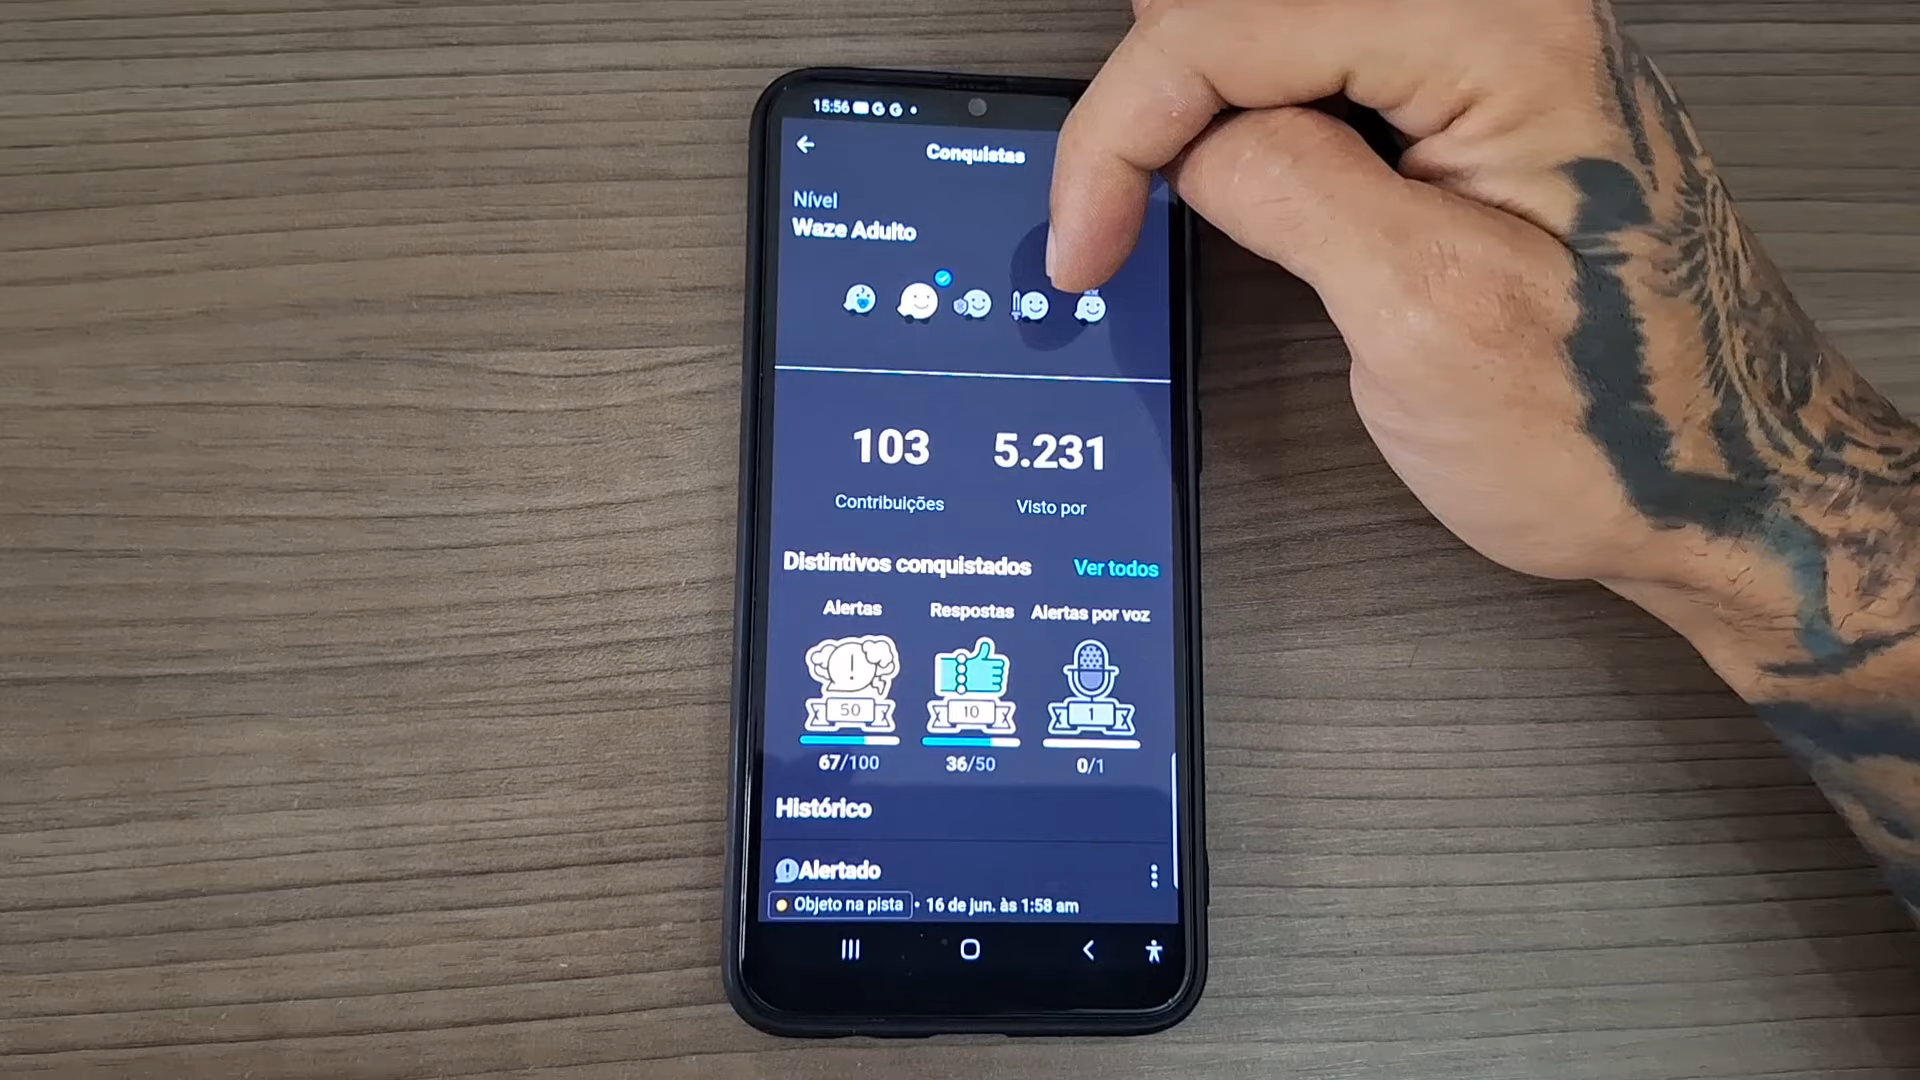 15:56
Conquistas
Nível
Waze Adulto
103 5.231
Contribuições Visto por
Distintivos conquistados Ver todos
Alertas Respostas Alertas por voz
50 10 1
67/100 36/50 0/1
Histórico
Alertado
Objeto na pista • 16 de jun. às 1:58 am